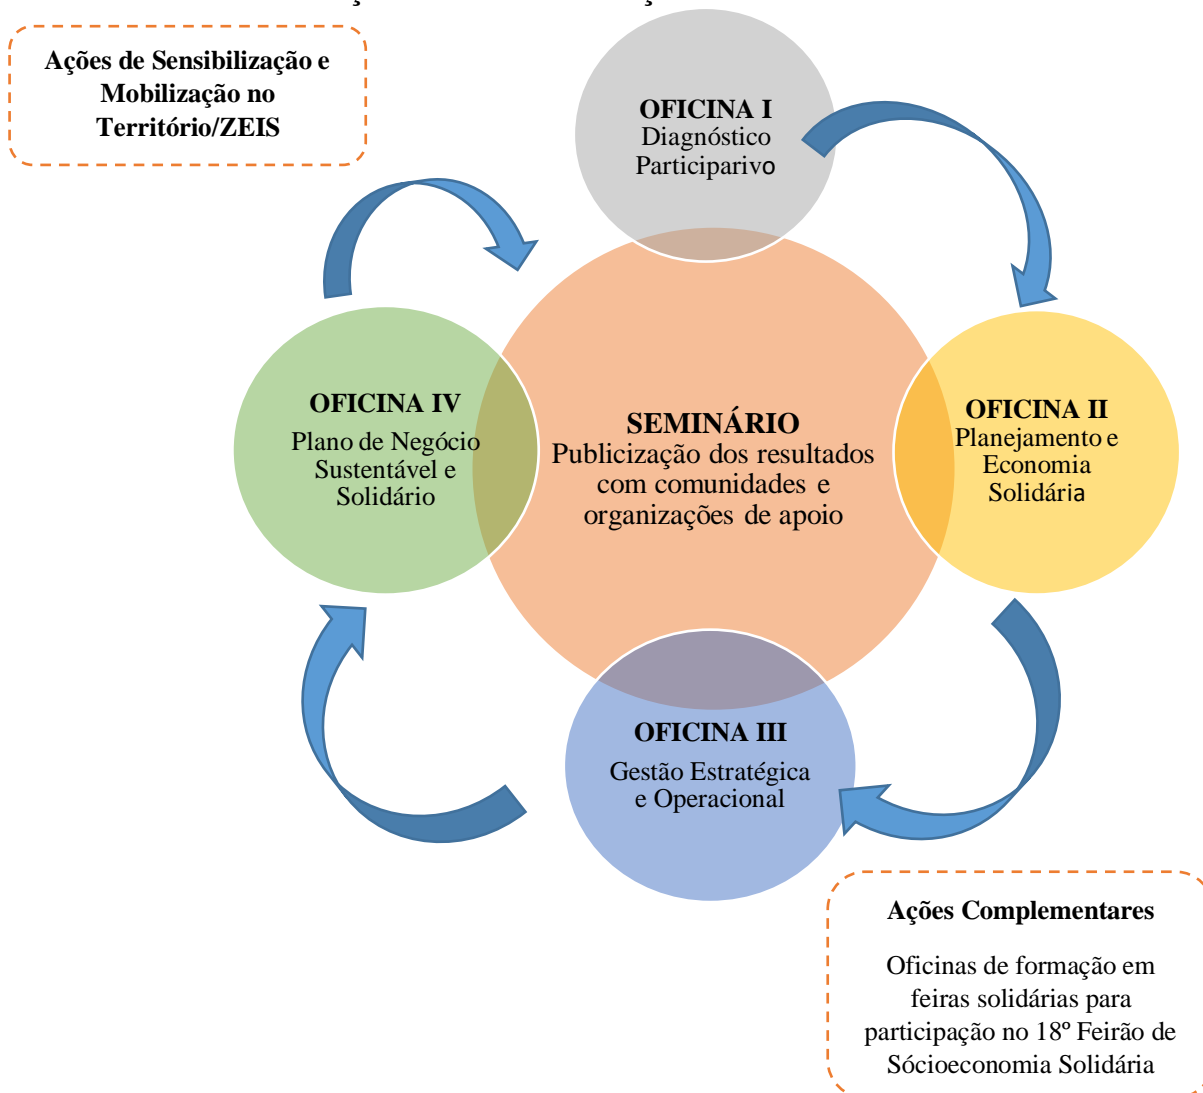 Ações de Sensibilização e
Mobilização no
Território/ZEIS
OFICINA I
Diagnóstico
Participarivo
OFICINA II
Planejamento e
Economia
Solidária
OFICINA IV
Plano de Negócio
Sustentável e
Solidário
SEMINÁRIO
Publicização dos resultados
com comunidades e
organizações de apoio
OFICINA III
Gestão Estratégica
e Operacional
Ações Complementares
Oficinas de formação em
feiras solidárias para
participação no 18º Feirão de
Sócioeconomia Solidária